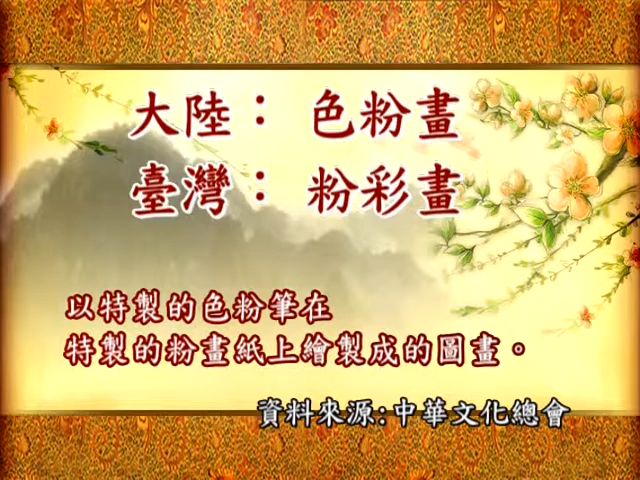 大陸： 色粉畫
臺灣： 粉彩畫
以特製的色粉筆在
特製的粉畫紙上繪製成的圖畫。
資料來源:中華文化總會